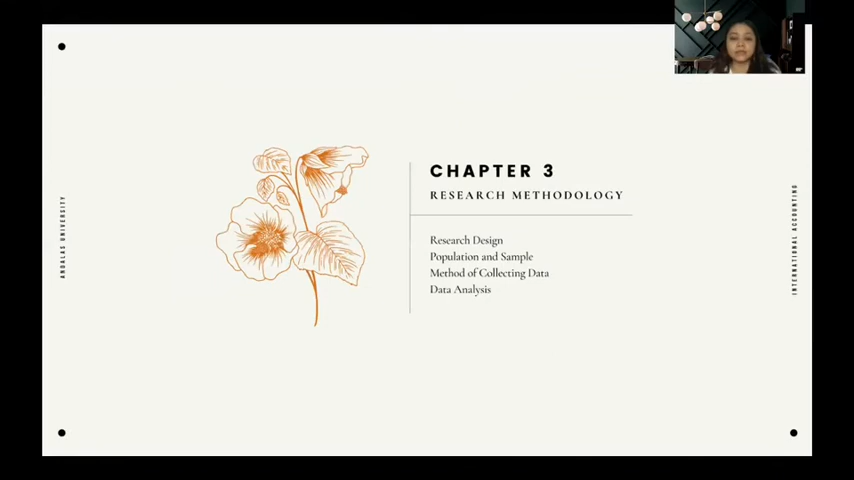 CHAPTER 3
RESEARCH METHODOLOGY
Research Design
Population and Sample
Method of Collecting Data
Data Analysis
ANDALAS UNIVERSITY
INTERNATIONAL ACCOUNTING